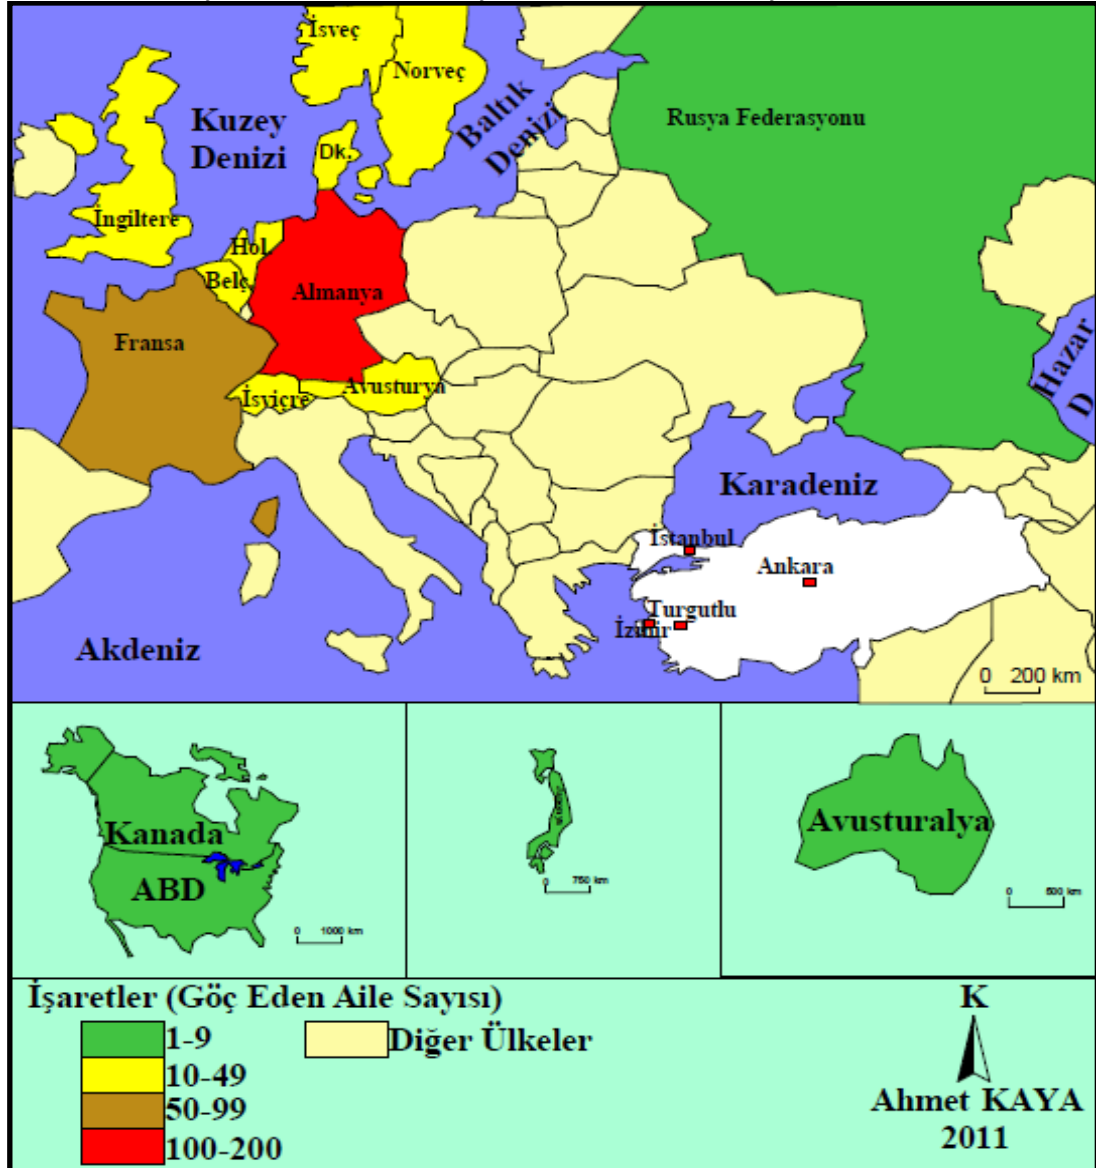 İsveç
Norveç
Baltık
Denizi
Rusya Federasyonu
Kuzey
Denizi
Dk.
İngiltere
Hol.
Belç.
Almanya
Fransa
Avusturya
İsviçre
Hazar
D
Karadeniz
İstanbul
Ankara
Turgutlu
İzmir
Akdeniz
0 200 km
Kanada
ABD
0 1000 km
0 750 km
Avusturalya
0 500 km
İşaretler (Göç Eden Aile Sayısı)
1-9
Diğer Ülkeler
10-49
50-99
100-200
K
Ahmet KAYA
2011